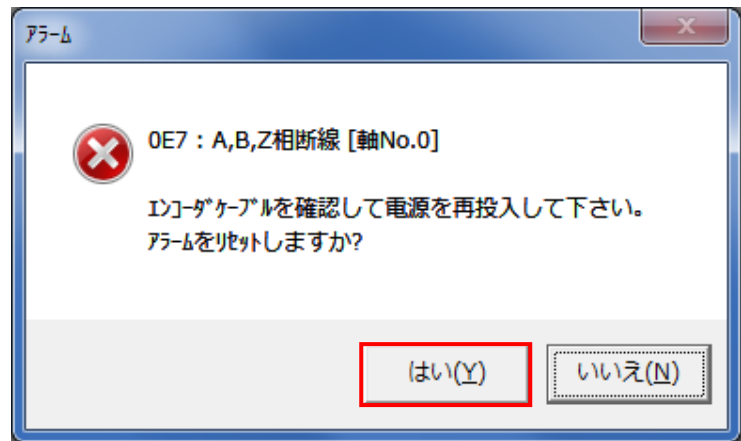 ｱﾗｰﾑ
0E7：A,B,Z相断線 [軸No.0]
ｴﾝｺｰﾀﾞｹｰﾌﾞﾙを確認して電源を再投入して下さい。
ｱﾗｰﾑをﾘｾｯﾄしますか?
はい(Y)
いいえ(N)